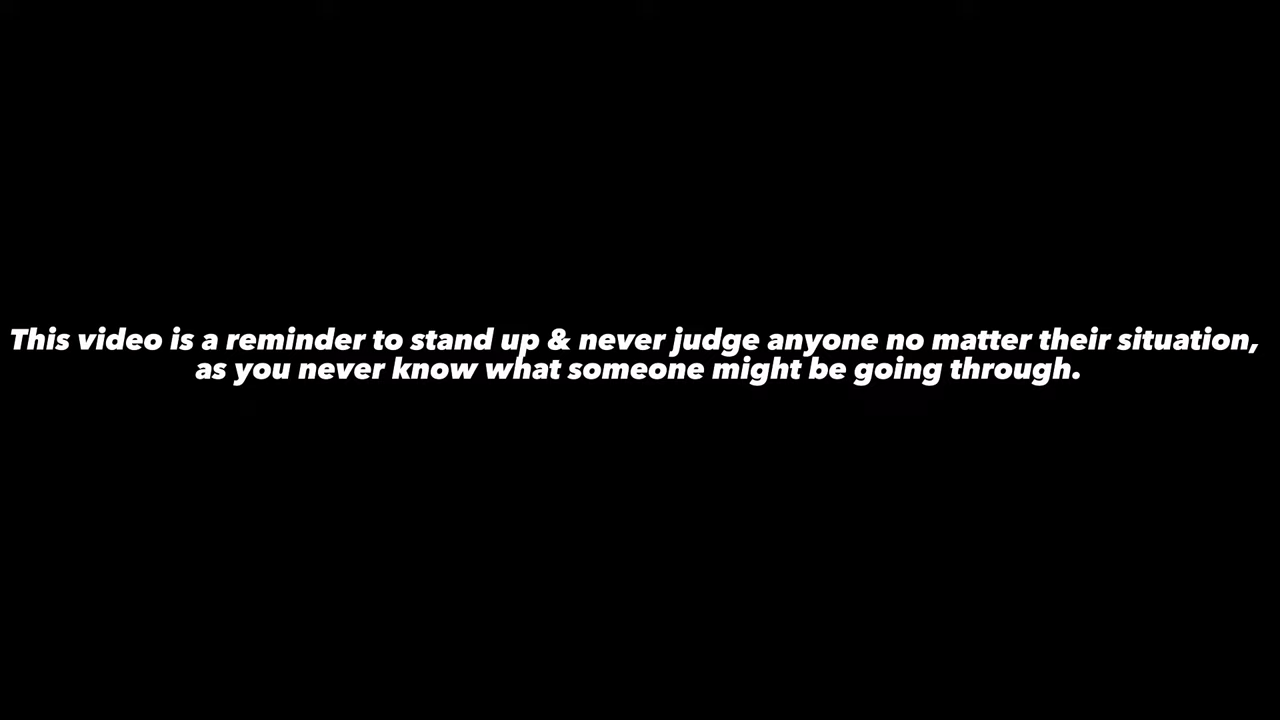 This video is a reminder to stand up & never judge anyone no matter their situation,
as you never know what someone might be going through.